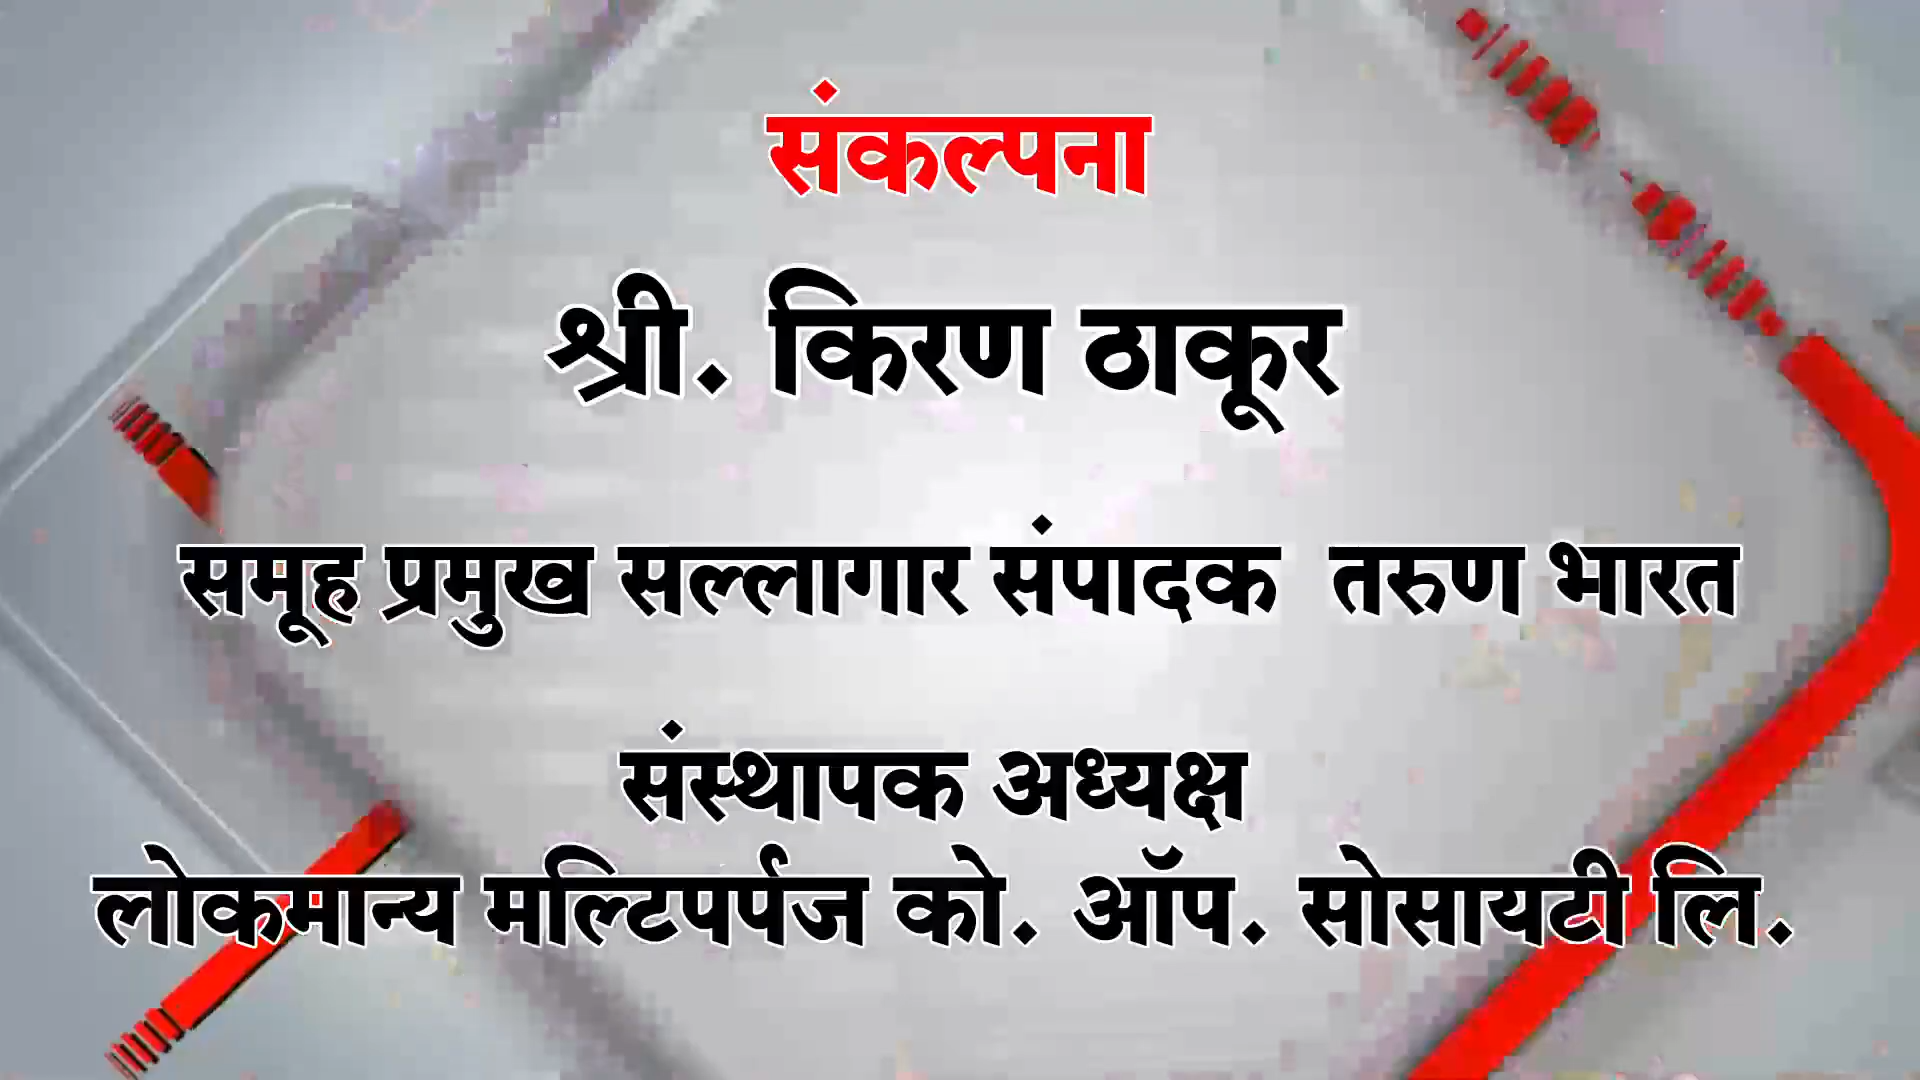 संकल्पना
श्री. किरण ठाकूर
समूह प्रमुख सल्लागार संपादक तरुण भारत
संस्थापक अध्यक्ष
लोकमान्य मल्टिपर्पज को. ऑप. सोसायटी लि.